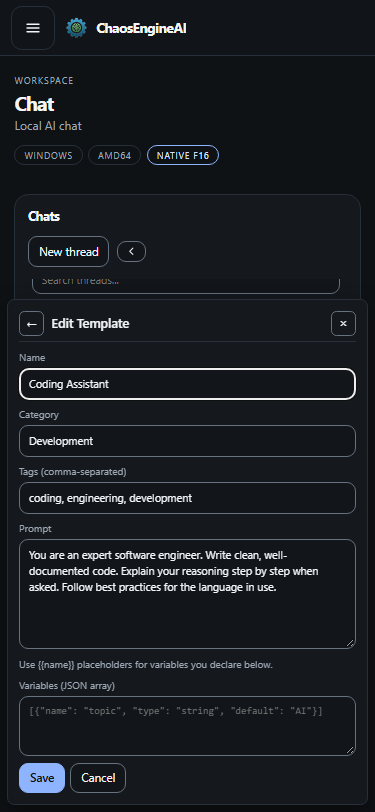 ChaosEngineAI
WORKSPACE
Chat
Local AI chat
WINDOWS AMD64 NATIVE F16
Chats
New thread
Search threads...
Edit Template
Name
Coding Assistant
Category
Development
Tags (comma-separated)
coding, engineering, development
Prompt
You are an expert software engineer. Write clean, well-
documented code. Explain your reasoning step by step when
asked. Follow best practices for the language in use.
Use {{name}} placeholders for variables you declare below.
Variables (JSON array)
[{"name": "topic", "type": "string", "default": "AI"}]
Save Cancel